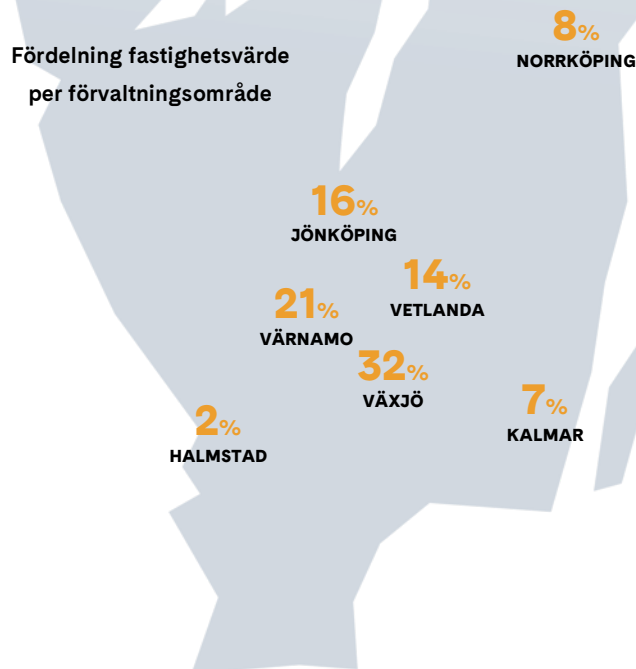 Fördelning fastighetsvärde
per förvaltningsområde
8%
NORRKÖPING
16%
JÖNKÖPING
14%
VETLANDA
21%
VÄRNAMO
32%
VÄXJÖ
7%
KALMAR
2%
HALMSTAD